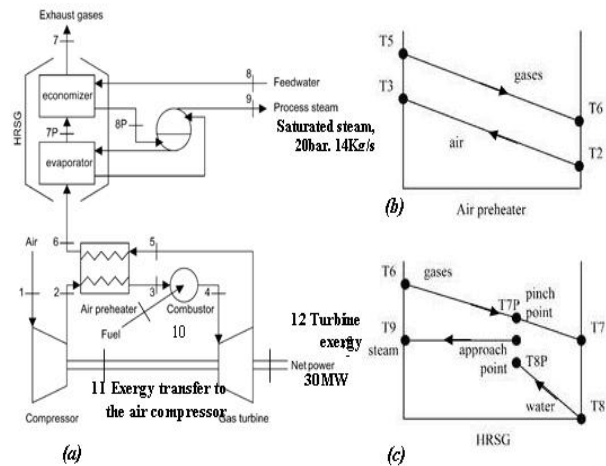 Exhaust gases
7
8
Feedwater
economizer
9
Process steam
HRSG
7P
8P
Saturated steam,
20bar. 14Kg/s
evaporator
6
Air
5
1
2
3
4
Air preheater
Combustor
Fuel
10
12 Turbine
exergy
11 Exergy transfer to
the air compressor
Net power
30MW
Compressor
Gas turbine
(a)
T5
gases
T3
T6
air
T2
(b)
Air preheater
T6
gases
T7P
pinch
point
T9
steam
T7
approach
point
T8P
water
T8
(c)
HRSG